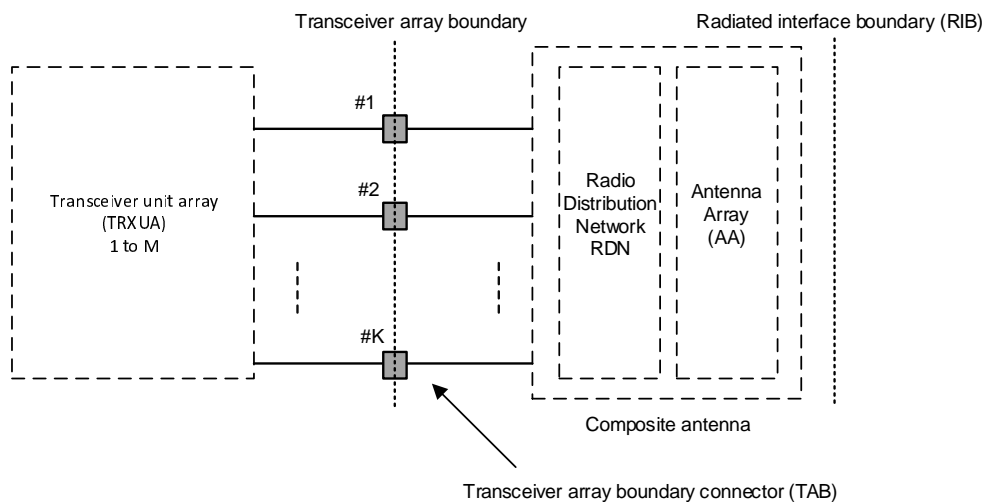 Transceiver array boundary
Radiated interface boundary (RIB)
#1
#2
#K
Transceiver unit array
(TRXUA)
1 to M
Radio
Distribution
Network
RDN
Antenna
Array
(AA)
Composite antenna
Transceiver array boundary connector (TAB)